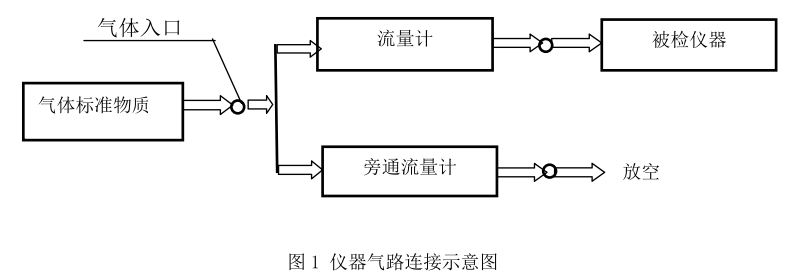 气体入口
流量计
被检仪器
气体标准物质
旁通流量计
放空
图 1 仪器气路连接示意图